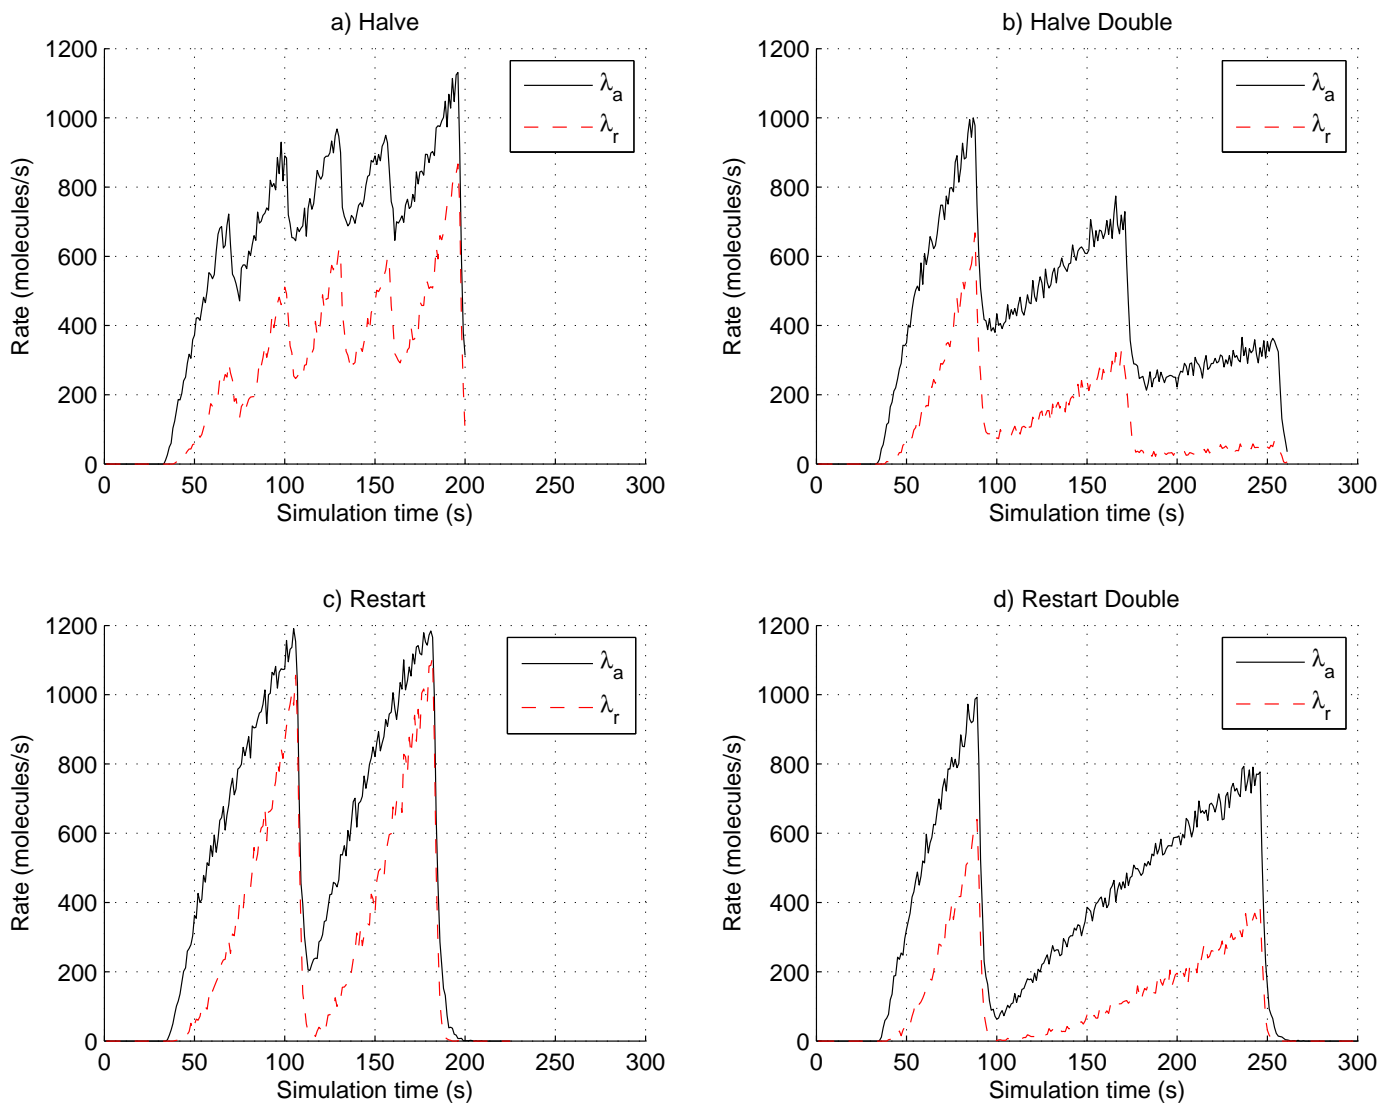 a) Halve
1200
1000
800
600
400
200
0
Rate (molecules/s)
0 50 100 150 200 250 300
Simulation time (s)
λa
λr
b) Halve Double
1200
1000
800
600
400
200
0
Rate (molecules/s)
0 50 100 150 200 250 300
Simulation time (s)
λa
λr
c) Restart
1200
1000
800
600
400
200
0
Rate (molecules/s)
0 50 100 150 200 250 300
Simulation time (s)
λa
λr
d) Restart Double
1200
1000
800
600
400
200
0
Rate (molecules/s)
0 50 100 150 200 250 300
Simulation time (s)
λa
λr